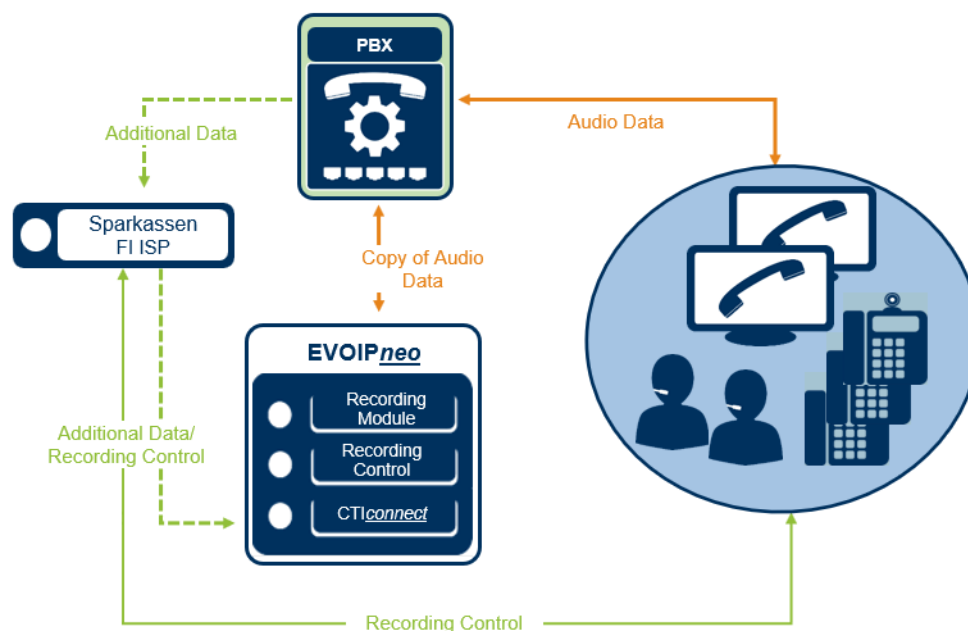 PBX
Audio Data
Additional Data
Sparkassen
FI ISP
Copy of Audio
Data
EVOIPneo
Recording
Module
Additional Data/
Recording Control
Recording
Control
CTIconnect
Recording Control